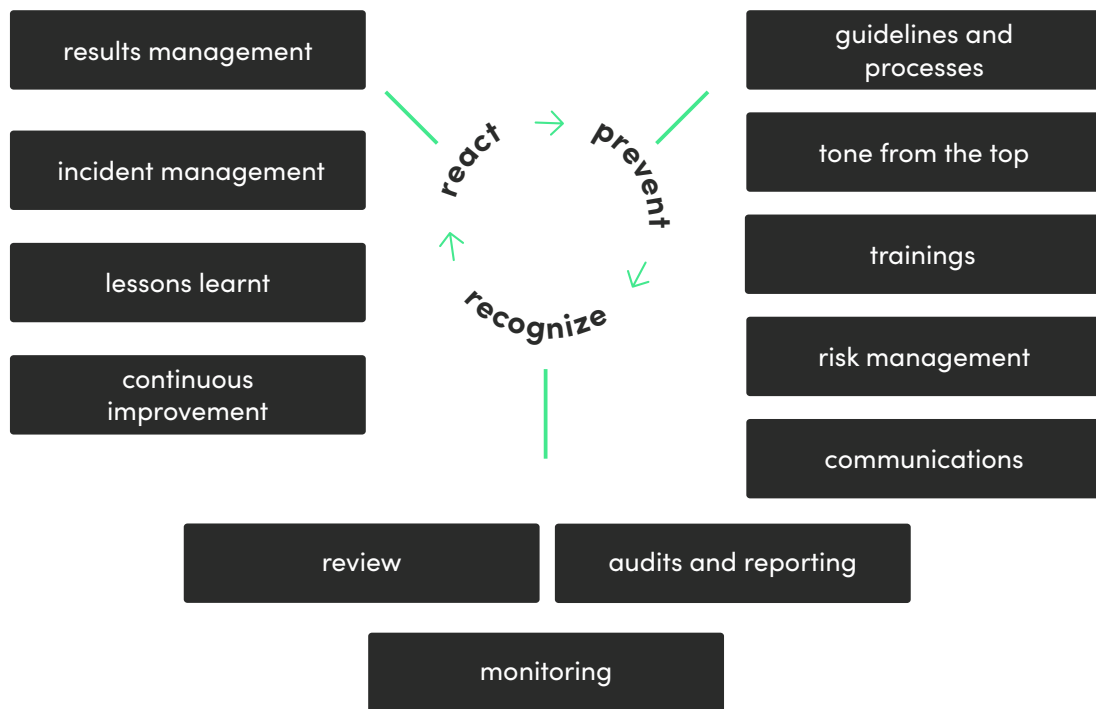 results management
incident management
lessons learnt
continuous
improvement
react
prevent
recognize
guidelines and
processes
tone from the top
trainings
risk management
communications
review
audits and reporting
monitoring